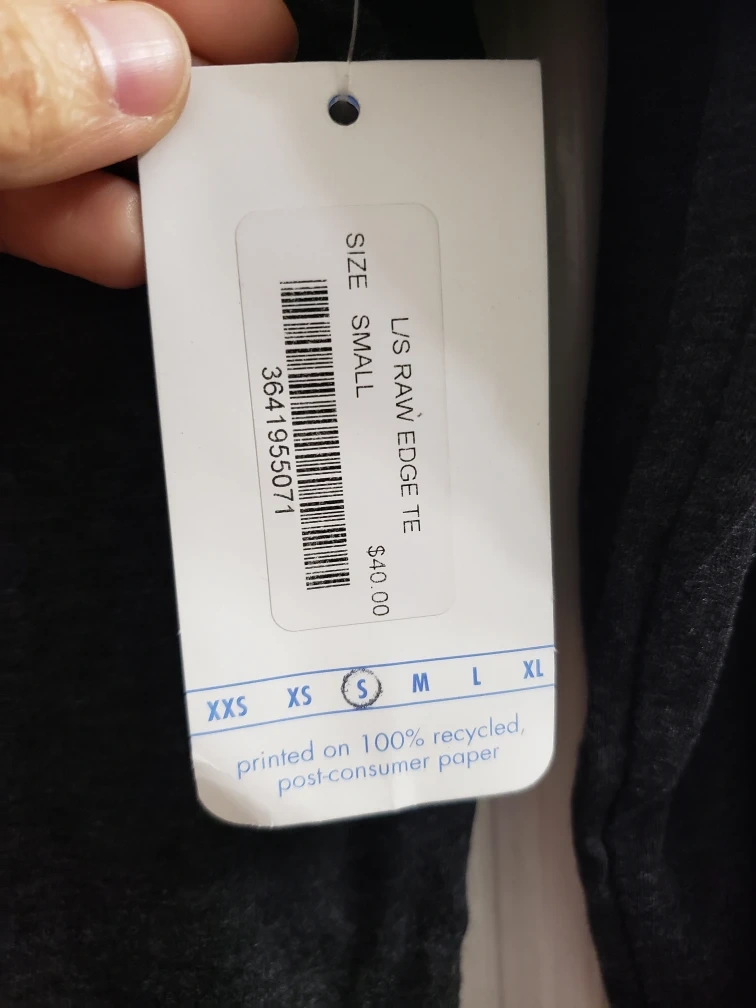 L/S RAW EDGE TE
SIZE SMALL $40.00
3641955071
XXS XS S M L XL
printed on 100% recycled,
post-consumer paper